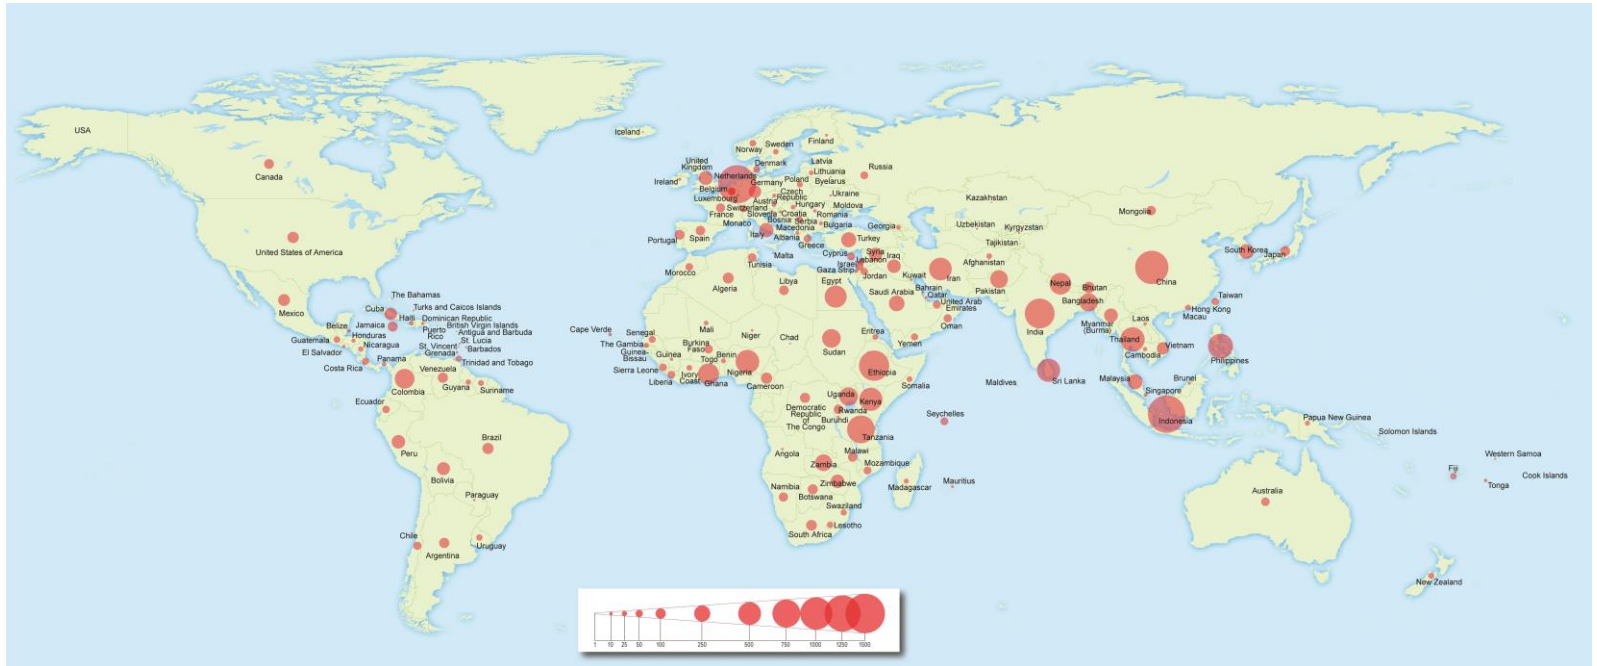 USA
Canada
United States of America
Mexico
The Bahamas
Cuba
Turks and Caicos Islands
Haiti
Dominican Republic
Belize
Jamaica
Puerto
Rico
British Virgin Islands
Antigua and Barbuda
Guatemala
Honduras
St. Vincent
St. Lucia
El Salvador
Nicaragua
Grenada
Barbados
Costa Rica
Panama
Trinidad and Tobago
Venezuela
Guyana
Suriname
Colombia
Ecuador
Peru
Brazil
Bolivia
Paraguay
Chile
Argentina
Uruguay
Iceland
Norway
Sweden
Finland
United
Kingdom
Denmark
Latvia
Lithuania
Russia
Ireland
Netherlands
Germany
Poland
Byelarus
Belgium
Luxembourg
Czech
Republic
Ukraine
France
Switzerland
Austria
Hungary
Moldova
Slovenia
Croatia
Romania
Monaco
Bosnia
Serbia
Bulgaria
Portugal
Spain
Italy
Macedonia
Albania
Greece
Turkey
Georgia
Malta
Cyprus
Syria
Lebanon
Israel
Gaza Strip
Jordan
Iraq
Kuwait
Iran
Kazakhstan
Uzbekistan
Kyrgyzstan
Tajikistan
Afghanistan
Pakistan
Mongolia
China
South Korea
Japan
Nepal
Bhutan
Bangladesh
India
Taiwan
Hong Kong
Macau
Myanmar
(Burma)
Laos
Thailand
Vietnam
Cambodia
Philippines
Sri Lanka
Maldives
Malaysia
Brunei
Singapore
Indonesia
Papua New Guinea
Solomon Islands
Western Samoa
Fiji
Tonga
Cook Islands
Australia
New Zealand
Morocco
Algeria
Tunisia
Libya
Egypt
Saudi Arabia
Bahrain
Qatar
United Arab
Emirates
Oman
Yemen
Cape Verde
Senegal
The Gambia
Guinea-
Bissau
Guinea
Sierra Leone
Liberia
Mali
Burkina
Faso
Ivory
Coast
Togo
Benin
Ghana
Niger
Nigeria
Chad
Cameroon
Sudan
Eritrea
Ethiopia
Somalia
Uganda
Kenya
Rwanda
Burundi
Democratic
Republic
of
The Congo
Tanzania
Seychelles
Angola
Zambia
Malawi
Mozambique
Namibia
Zimbabwe
Botswana
Madagascar
Mauritius
Swaziland
Lesotho
South Africa
1 10 25 50 100 250 500 750 1000 1250 1500